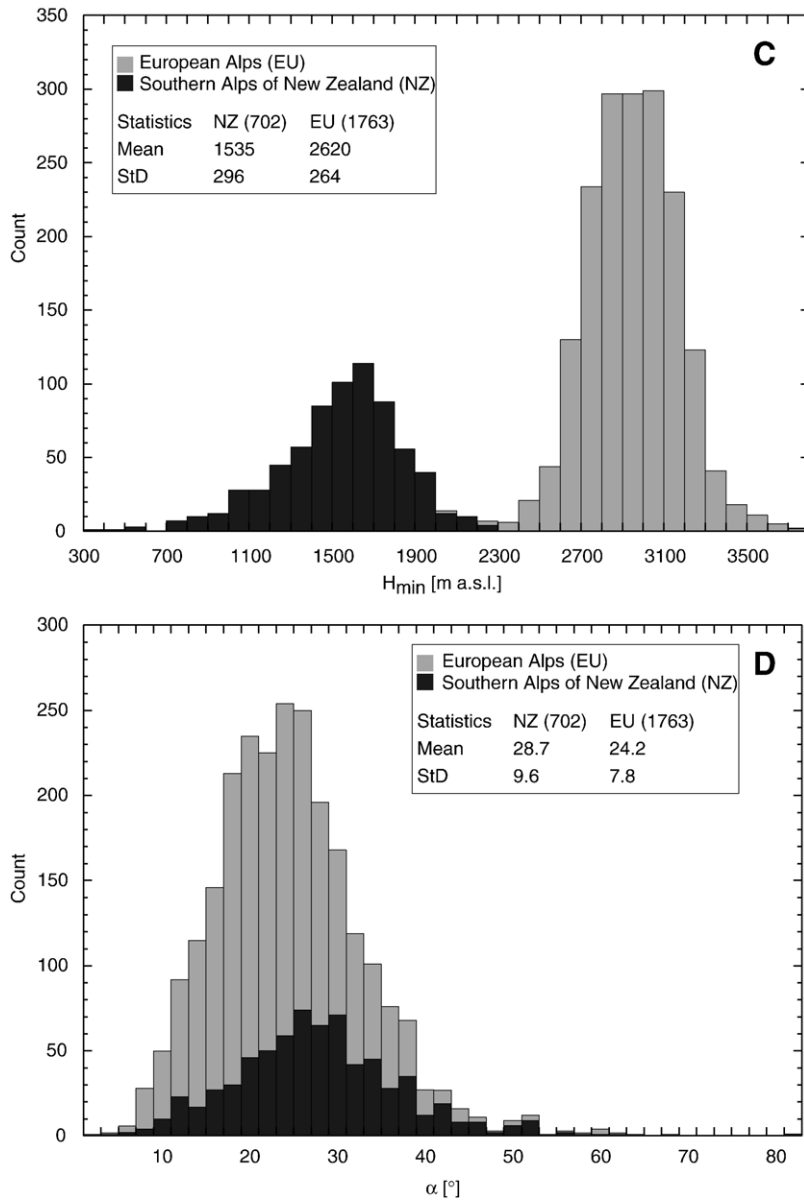 350
300
250
200
150
100
50
0
Count
C
European Alps (EU)
Southern Alps of New Zealand (NZ)
Statistics NZ (702) EU (1763)
Mean 1535 2620
StD 296 264
300 700 1100 1500 1900 2300 2700 3100 3500
Hmin [m a.s.l.]
300
250
200
150
100
50
0
Count
D
European Alps (EU)
Southern Alps of New Zealand (NZ)
Statistics NZ (702) EU (1763)
Mean 28.7 24.2
StD 9.6 7.8
10 20 30 40 50 60 70 80
α [°]